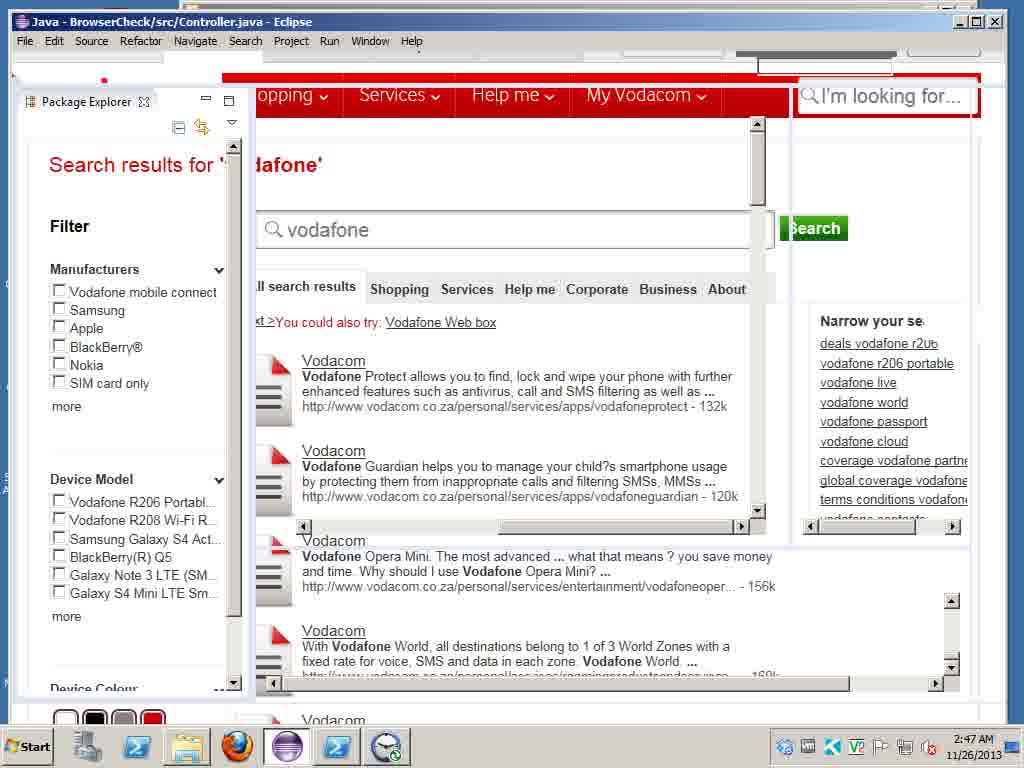 Java - BrowserCheck/src/Controller.java - Eclipse
File Edit Source Refactor Navigate Search Project Run Window Help
Package Explorer
opping Services Help me My Vodacom I'm looking for...
Search results for 'dafone'
Filter
vodafone Search
Manufacturers
Vodafone mobile connect
Samsung
Apple
BlackBerry®
Nokia
SIM card only
more
Device Model
Vodafone R206 Portabl...
Vodafone R208 Wi-Fi R...
Samsung Galaxy S4 Act...
BlackBerry(R) Q5
Galaxy Note 3 LTE (SM...
Galaxy S4 Mini LTE Sm...
more
Device Colour
ll search results Shopping Services Help me Corporate Business About
xt >You could also try: Vodafone Web box
Vodacom
Vodafone Protect allows you to find, lock and wipe your phone with further
enhanced features such as antivirus, call and SMS filtering as well as ...
http://www.vodacom.co.za/personal/services/apps/vodafoneprotect - 132k
Vodacom
Vodafone Guardian helps you to manage your child?s smartphone usage
by protecting them from inappropriate calls and filtering SMSs, MMSs ...
http://www.vodacom.co.za/personal/services/apps/vodafoneguardian - 120k
Vodacom
Vodafone Opera Mini. The most advanced ... what that means ? you save money
and time. Why should I use Vodafone Opera Mini? ...
http://www.vodacom.co.za/personal/services/entertainment/vodafoneoper... - 156k
Vodacom
With Vodafone World, all destinations belong to 1 of 3 World Zones with a
fixed rate for voice, SMS and data in each zone. Vodafone World. ...
Vodacom
Narrow your se
deals vodafone r206
vodafone r206 portable
vodafone live
vodafone world
vodafone passport
vodafone cloud
coverage vodafone partne
global coverage vodafone
terms conditions vodafon
Start
2:47 AM
11/26/2013